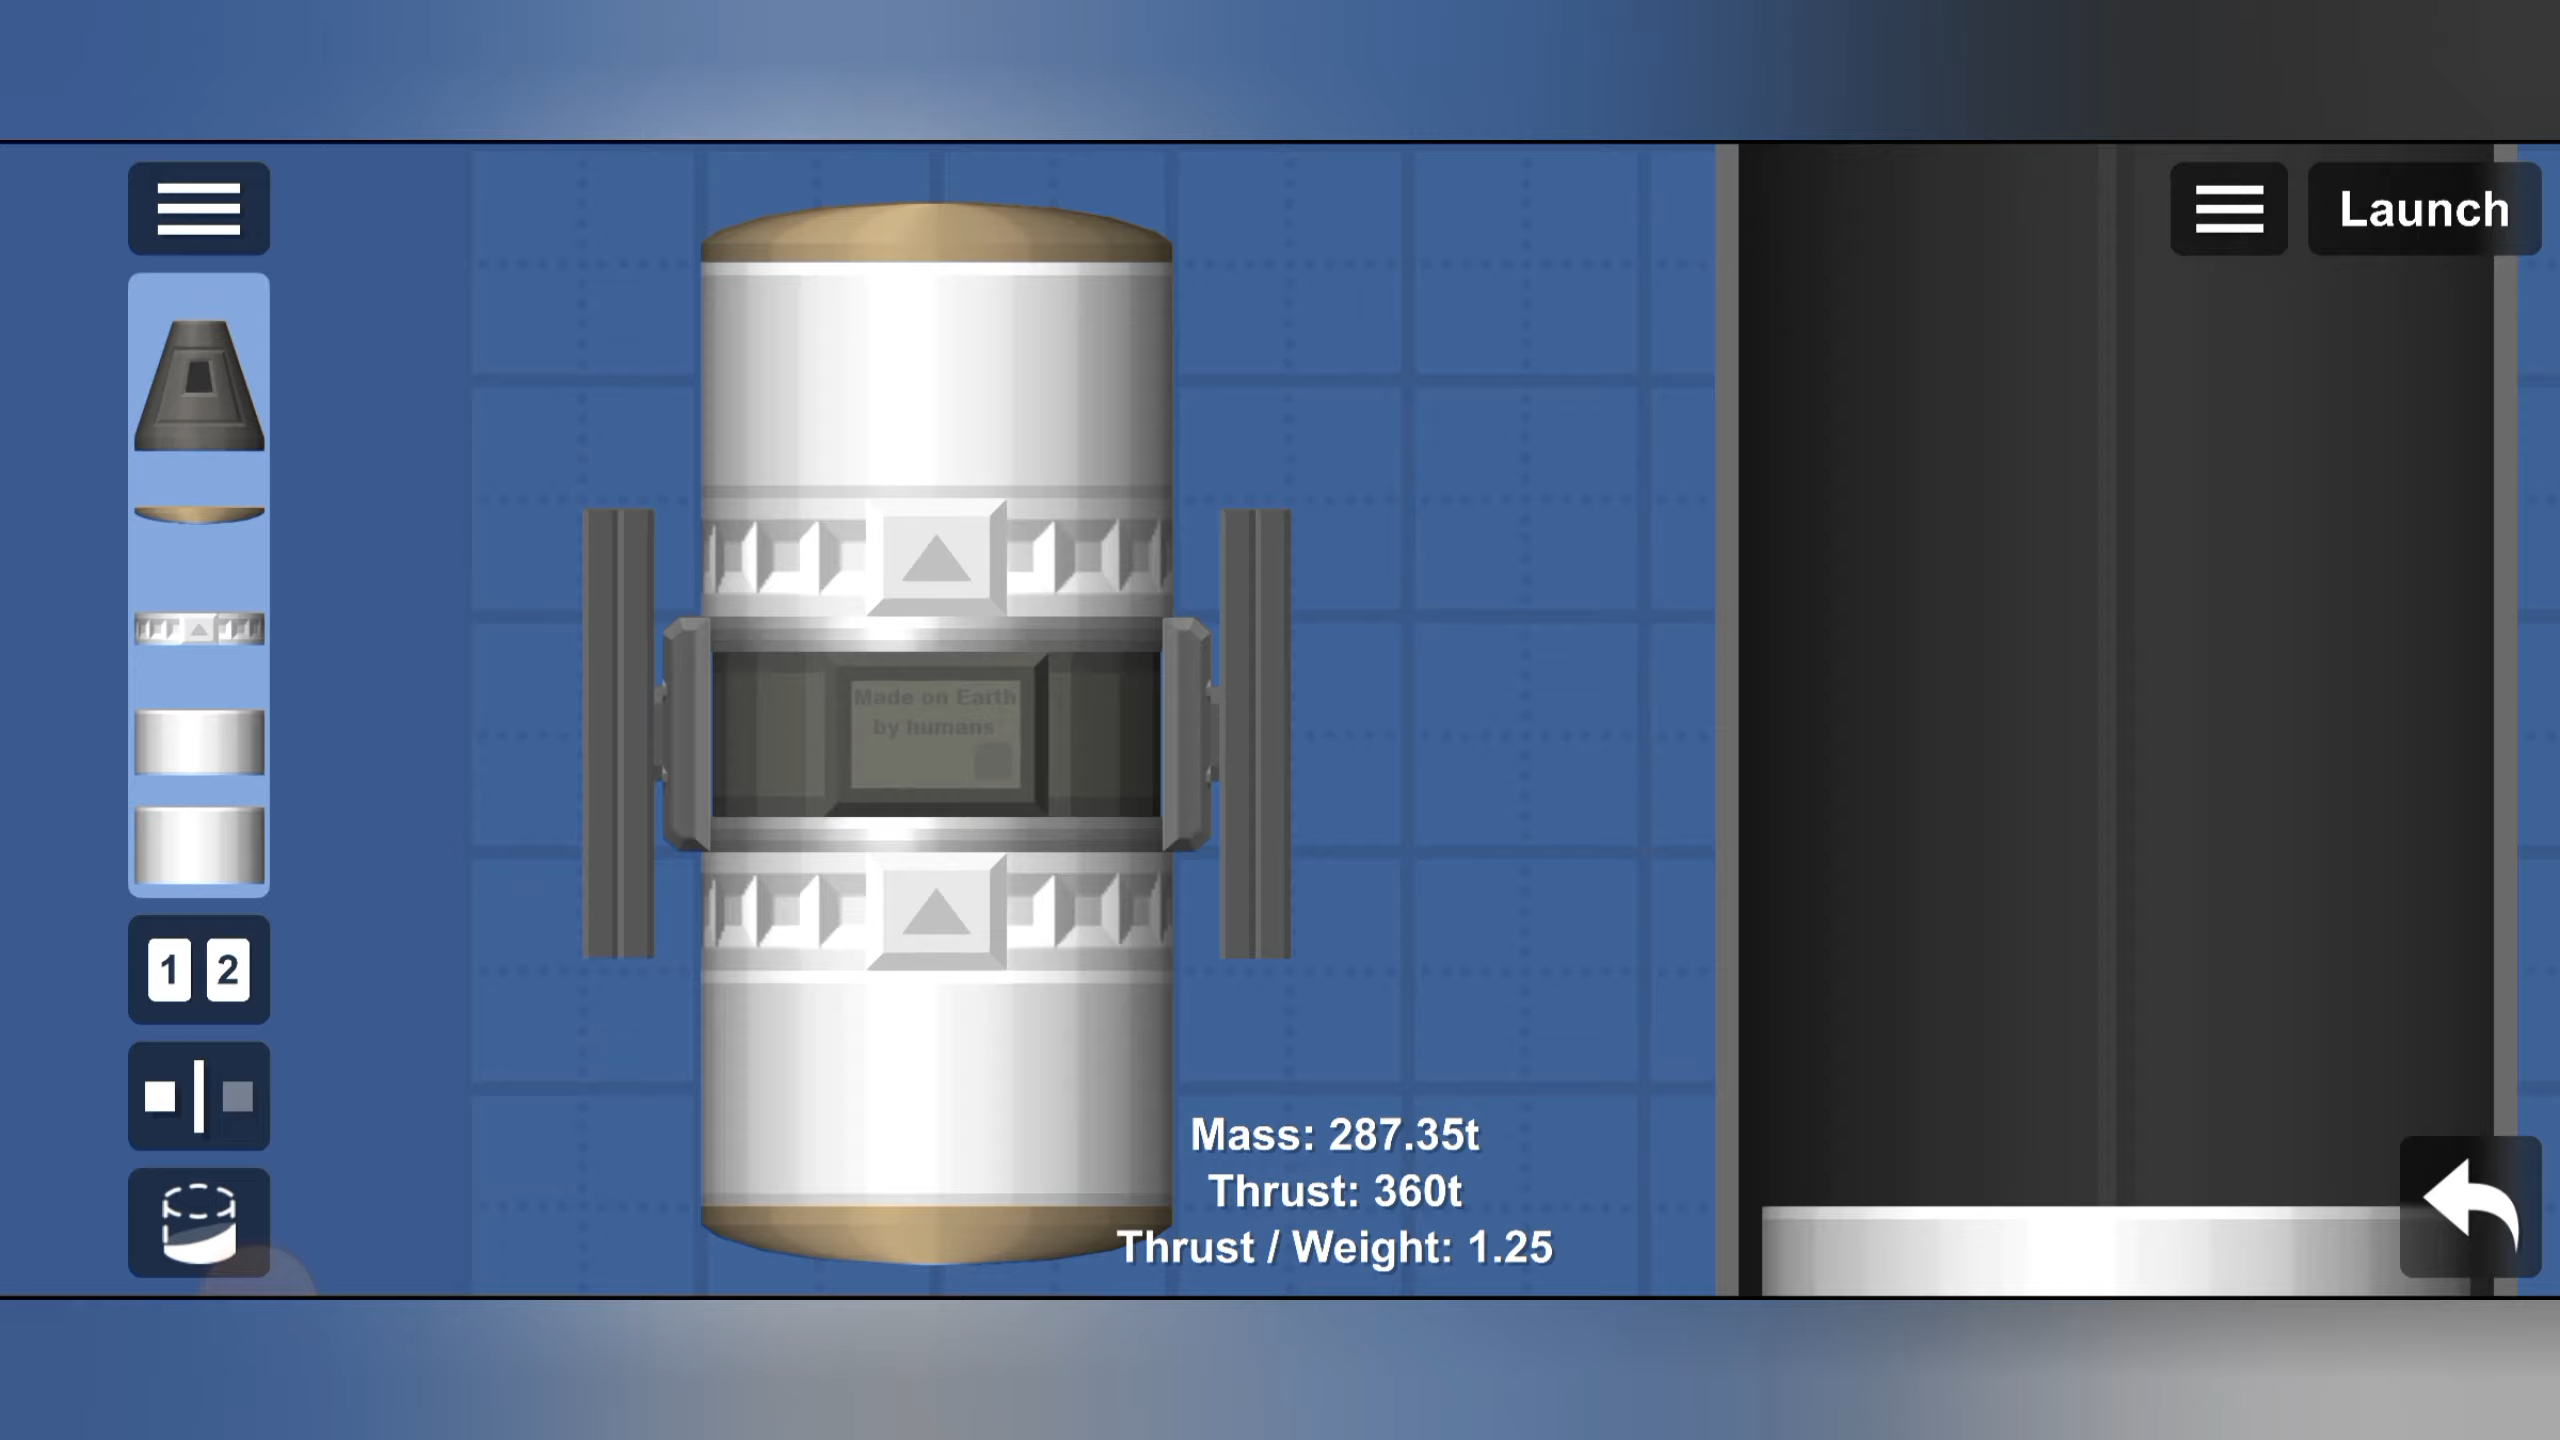 Launch
Made on Earth
by humans
1 2
Mass: 287.35t
Thrust: 360t
Thrust / Weight: 1.25